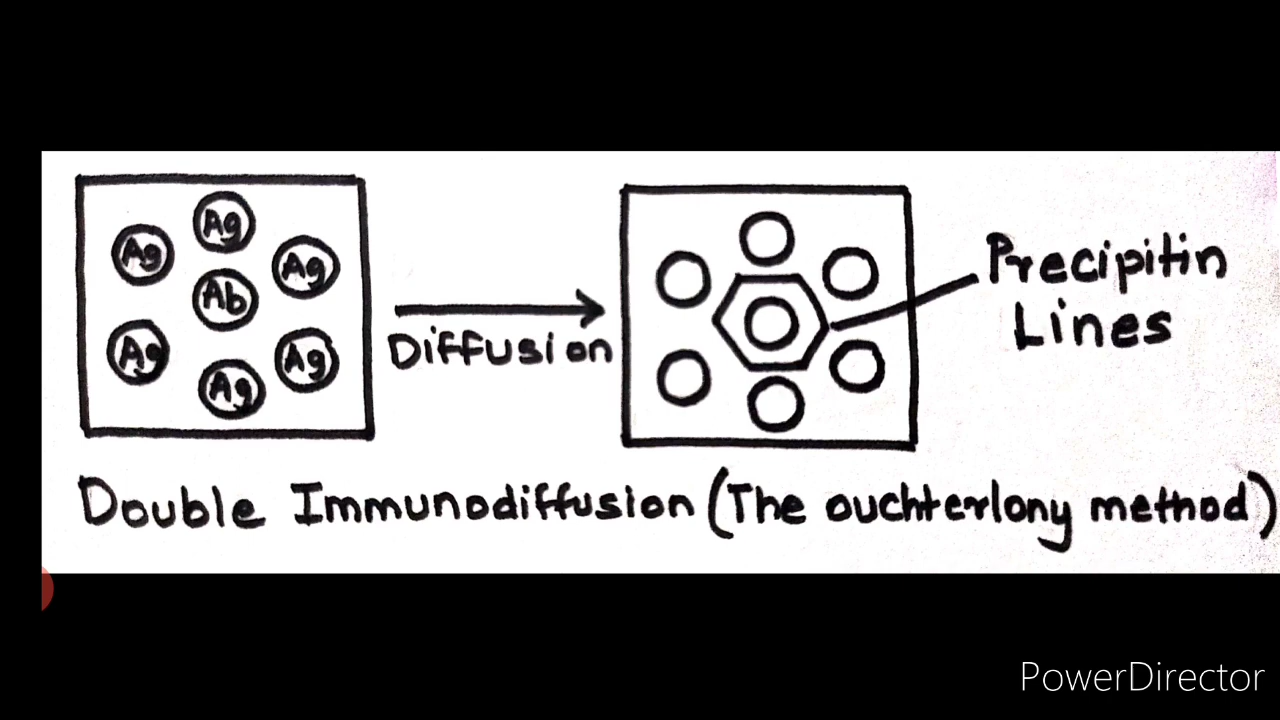 Ag
Ag
Ag
Ab
Ag
Ag
Ag
Diffusion
Precipitin
Lines
Double Immunodiffusion (The ouchterlony method)
PowerDirector